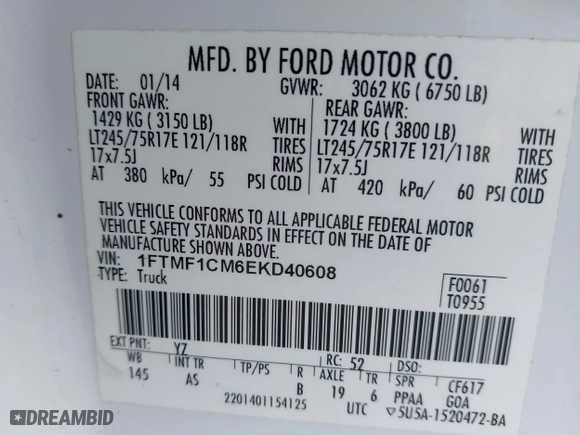 MFD. BY FORD MOTOR CO.
DATE: 01/14 GVWR: 3062 KG ( 6750 LB)
FRONT GAWR: REAR GAWR:
1429 KG ( 3150 LB) WITH 1724 KG ( 3800 LB) WITH
LT245/75R17E 121/118R TIRES LT245/75R17E 121/118R TIRES
17x7.5J RIMS 17x7.5J RIMS
AT 380 kPa/ 55 PSI COLD AT 420 kPa/ 60 PSI COLD
THIS VEHICLE CONFORMS TO ALL APPLICABLE FEDERAL MOTOR
VEHICLE SAFETY STANDARDS IN EFFECT ON THE DATE OF
MANUFACTURE SHOWN ABOVE.
VIN: 1FTMF1CM6EKD40608 F0061
TYPE: Truck T0955
EXT PNT: YZ RC: 52 DSO:
WB INT TR TP/PS R AXLE TR SPR CF617
145 AS B 19 6 PPAA GOA
2201401154125 UTC ▽5U5A-1520472-BA
DREAMBID